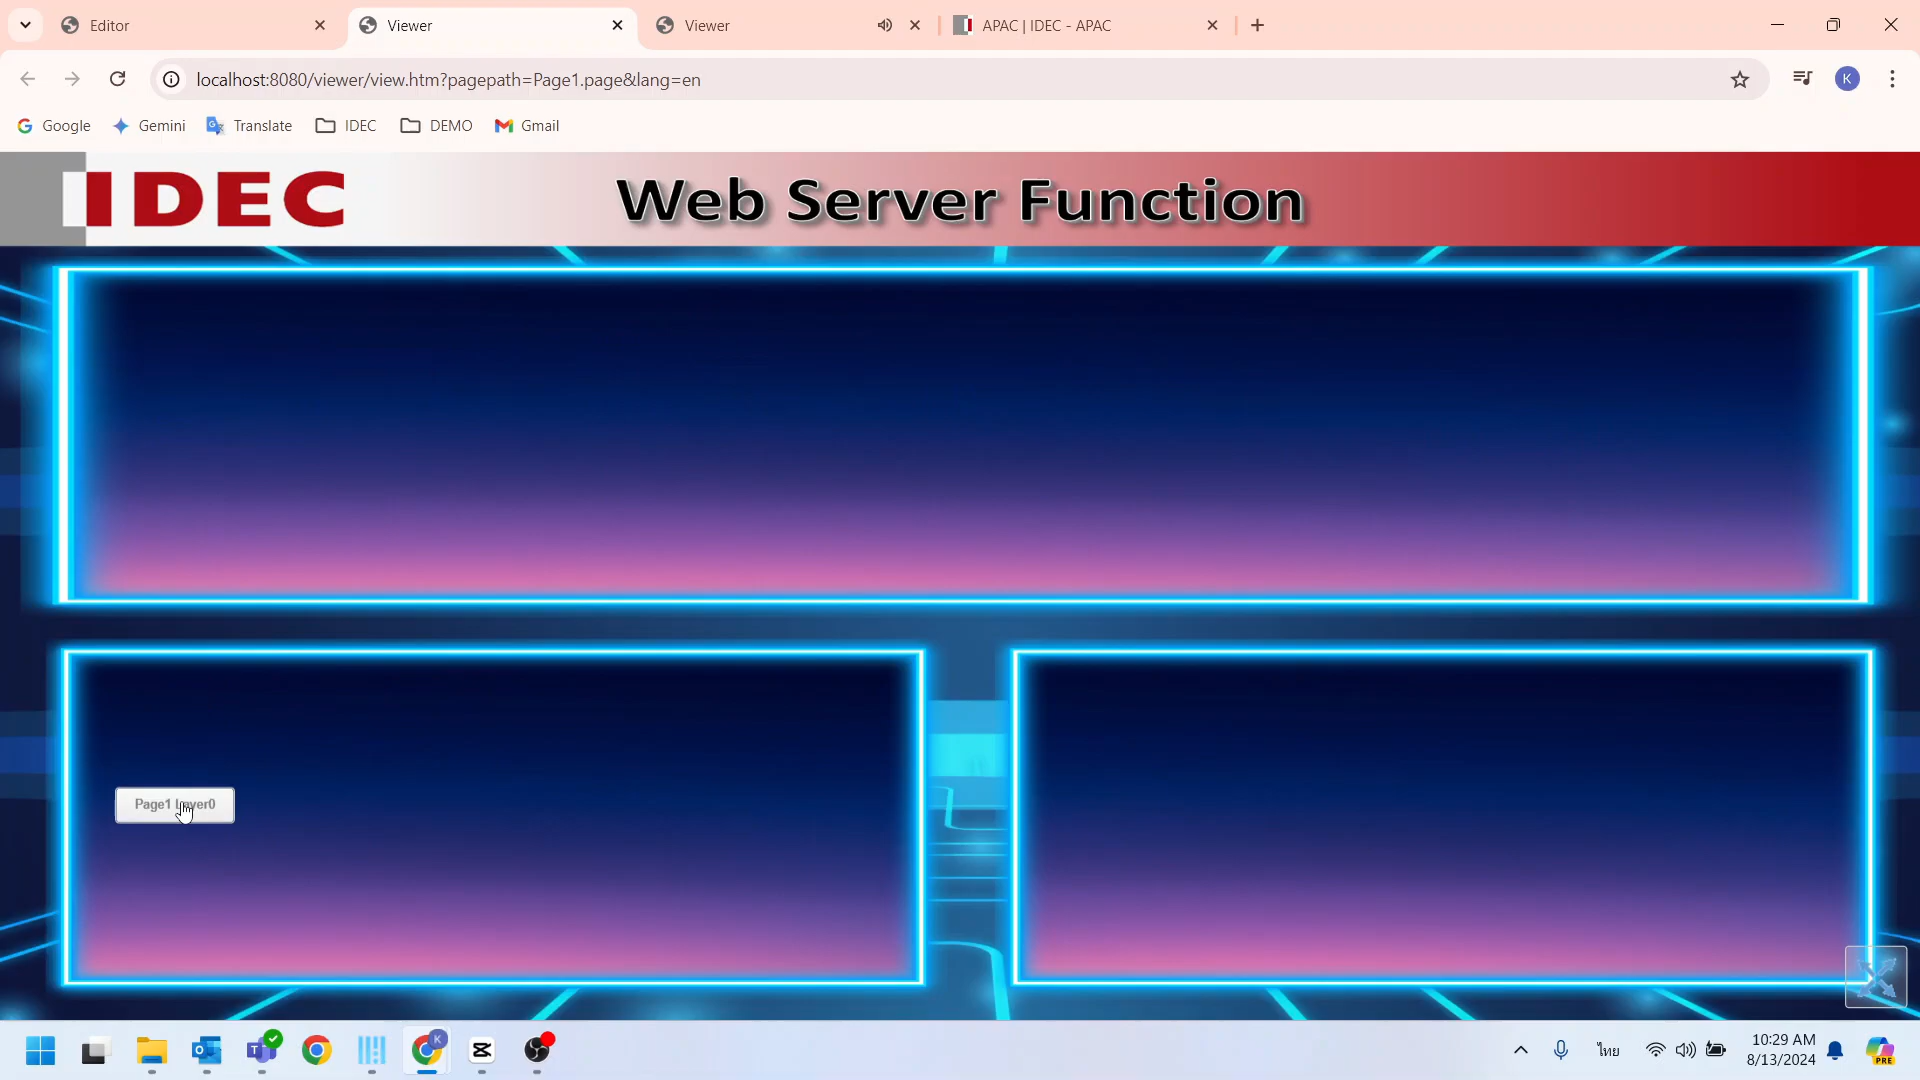 Editor
Viewer
Viewer
APAC | IDEC - APAC
localhost:8080/viewer/view.htm?pagepath=Page1.page&lang=en
K
Google
Gemini
Translate
IDEC
DEMO
Gmail
IDEC
Web Server Function
Page1 Layer0
K
ไทย
10:29 AM
8/13/2024
PRE